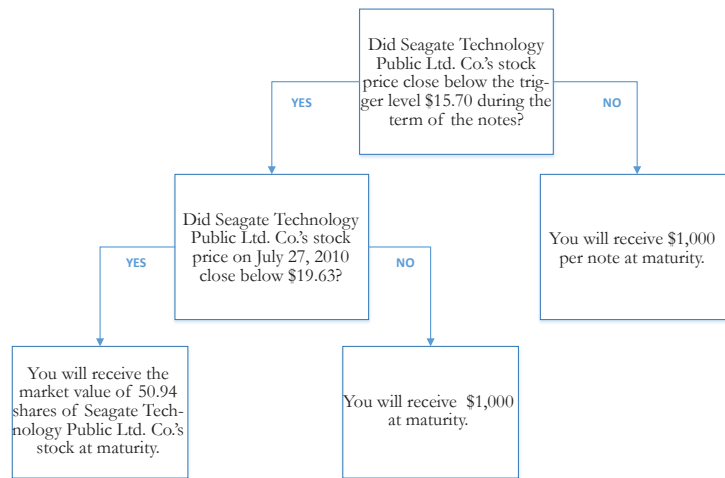 Did Seagate Technology
Public Ltd. Co.'s stock
price close below the trig-
ger level $15.70 during the
term of the notes?
YES
NO
Did Seagate Technology
Public Ltd. Co.'s stock
price on July 27, 2010
close below $19.63?
You will receive $1,000
per note at maturity.
YES
NO
You will receive the
market value of 50.94
shares of Seagate Tech-
nology Public Ltd. Co.'s
stock at maturity.
You will receive $1,000
at maturity.